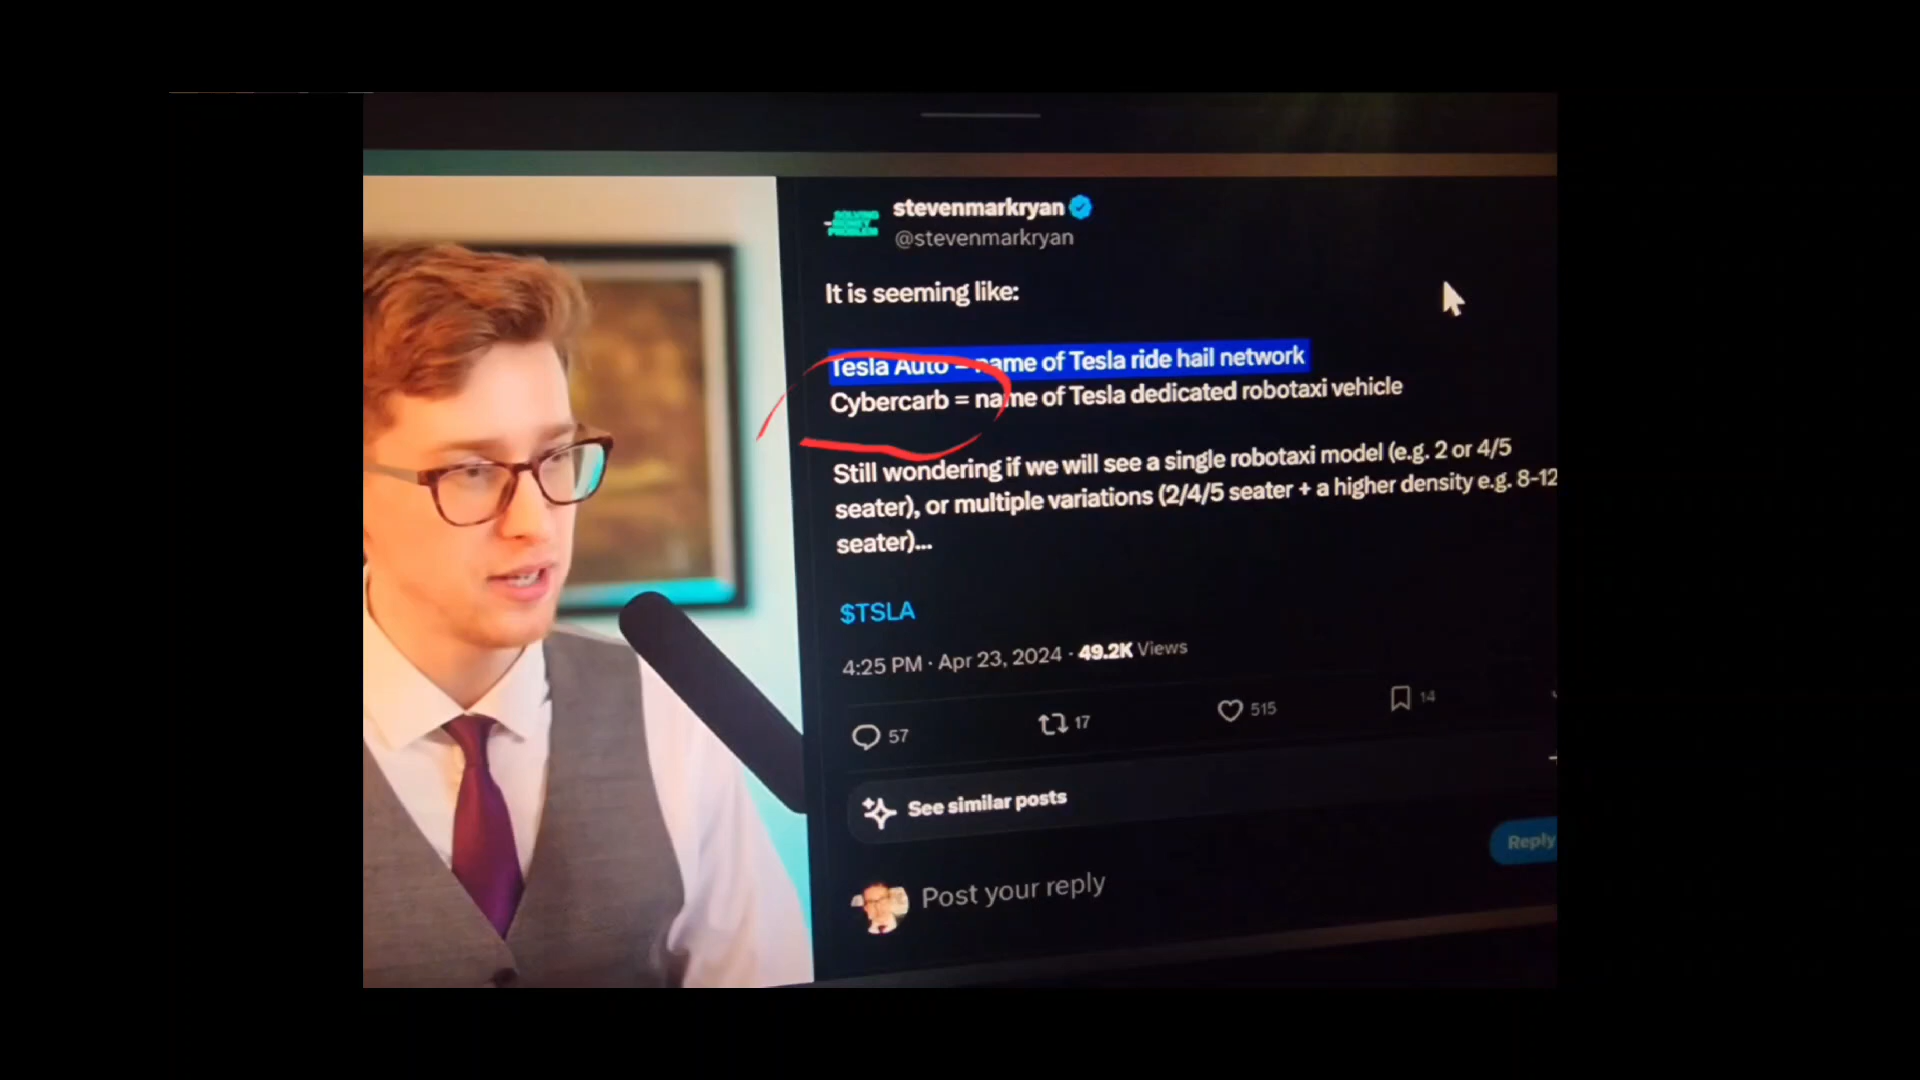 SOLVING
MONEY
PROBLEM
stevenmarkryan
@stevenmarkryan
It is seeming like:
Tesla Auto = name of Tesla ride hail network
Cybercarb = name of Tesla dedicated robotaxi vehicle
Still wondering if we will see a single robotaxi model (e.g. 2 or 4/5
seater), or multiple variations (2/4/5 seater + a higher density e.g. 8-12
seater)...
$TSLA
4:25 PM · Apr 23, 2024 · 49.2K Views
57 17 515 14
See similar posts
Reply
Post your reply